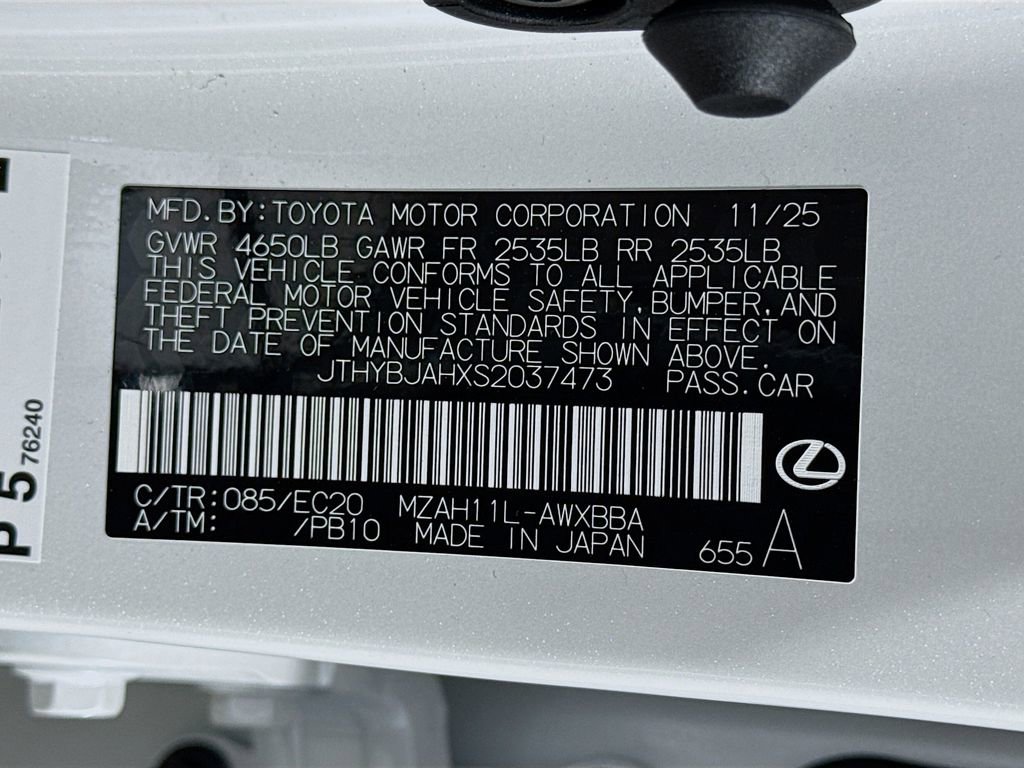 MFD.BY:TOYOTA MOTOR CORPORATION 11/25
GVWR 4650LB GAWR FR 2535LB RR 2535LB
THIS VEHICLE CONFORMS TO ALL APPLICABLE
FEDERAL MOTOR VEHICLE SAFETY,BUMPER,AND
THEFT PREVENTION STANDARDS IN EFFECT ON
THE DATE OF MANUFACTURE SHOWN ABOVE.
JTHYBJAHXS2037473 PASS.CAR
C/TR:085/EC20 MZAH11L-AWXBBA
A/TM: /PB10 MADE IN JAPAN 655 A
P 5
76240